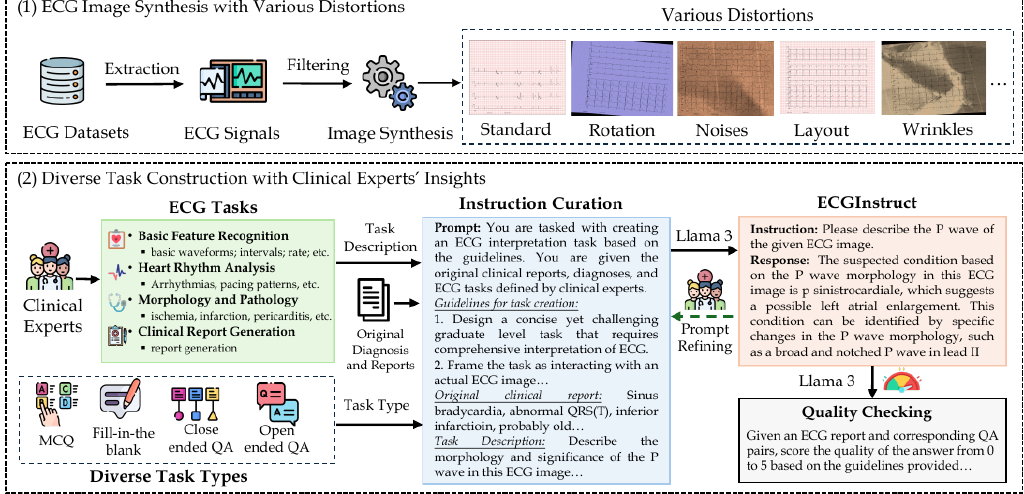 (1) ECG Image Synthesis with Various Distortions
Various Distortions
Extraction
Filtering
ECG Datasets
ECG Signals
Image Synthesis
Standard
Rotation
Noises
Layout
Wrinkles
...
(2) Diverse Task Construction with Clinical Experts' Insights
ECG Tasks
Clinical
Experts
• Basic Feature Recognition
▪ basic waveforms; intervals; rate; etc.
• Heart Rhythm Analysis
▪ Arrhythmias, pacing patterns, etc.
• Morphology and Pathology
▪ ischemia, infarction, pericarditis, etc.
• Clinical Report Generation
▪ report generation
A C
B D
MCQ
Fill-in-the
blank
Close
ended QA
Q
A
Open
ended QA
Diverse Task Types
Task
Description
Original
Diagnosis
and Reports
Task Type
Instruction Curation
Prompt: You are tasked with creating
an ECG interpretation task based on
the guidelines. You are given the
original clinical reports, diagnoses, and
ECG tasks defined by clinical experts.
Guidelines for task creation:
1. Design a concise yet challenging
graduate level task that requires
comprehensive interpretation of ECG.
2. Frame the task as interacting with an
actual ECG image…
Original clinical report: Sinus
bradycardia, abnormal QRS(T), inferior
infarctioin, probably old…
Task Description: Describe the
morphology and significance of the P
wave in this ECG image…
Llama 3
Prompt
Refining
ECGInstruct
Instruction: Please describe the P wave of
the given ECG image.
Response: The suspected condition based
on the P wave morphology in this ECG
image is p sinistrocardiale, which suggests
a possible left atrial enlargement. This
condition can be identified by specific
changes in the P wave morphology, such
as a broad and notched P wave in lead II
Llama 3
Quality Checking
Given an ECG report and corresponding QA
pairs, score the quality of the answer from 0
to 5 based on the guidelines provided…